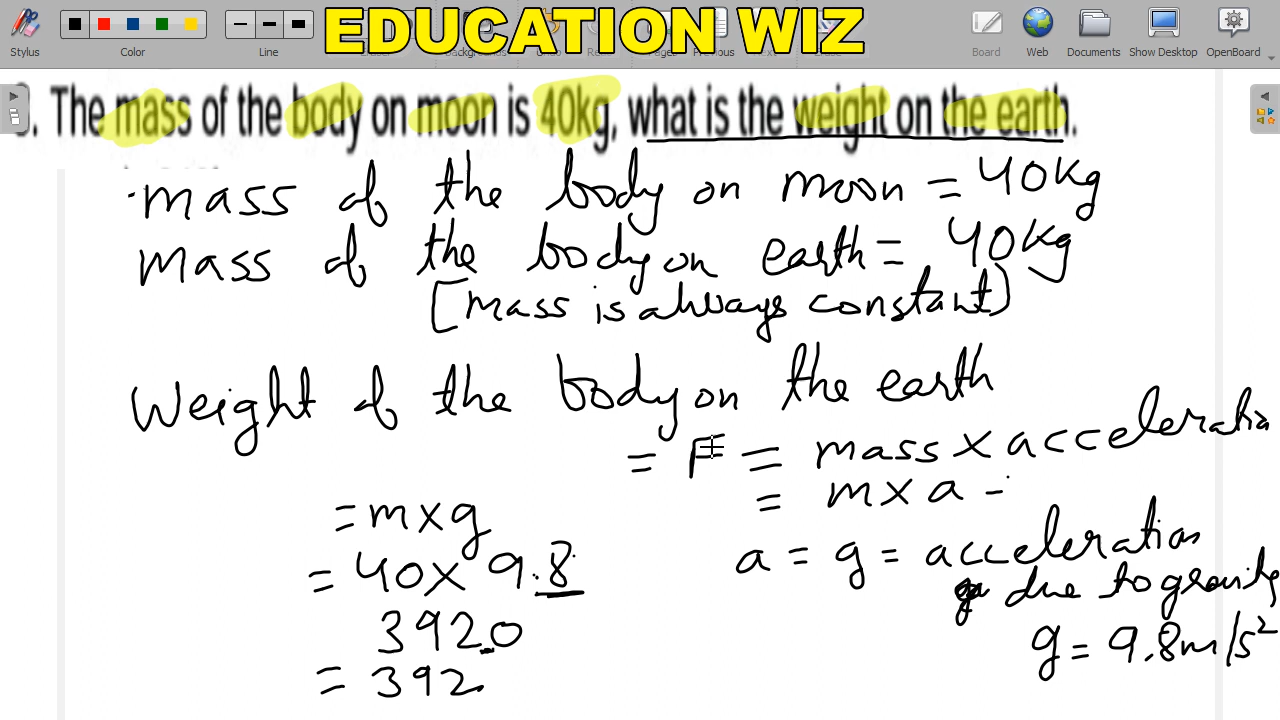 EDUCATION WIZ
Stylus Color Line Board Web Documents Show Desktop OpenBoard
The mass of the body on moon is 40kg, what is the weight on the earth.
mass of the body on moon = 40kg
Mass of the body on earth = 40kg
[mass is always constant)
Weight of the body on the earth
= F = mass x acceleratio
= m x a -
= m x g
a = g = acceleration
= 40 x 9.8
due to gravity
392.0
g = 9.8m/s²
= 392